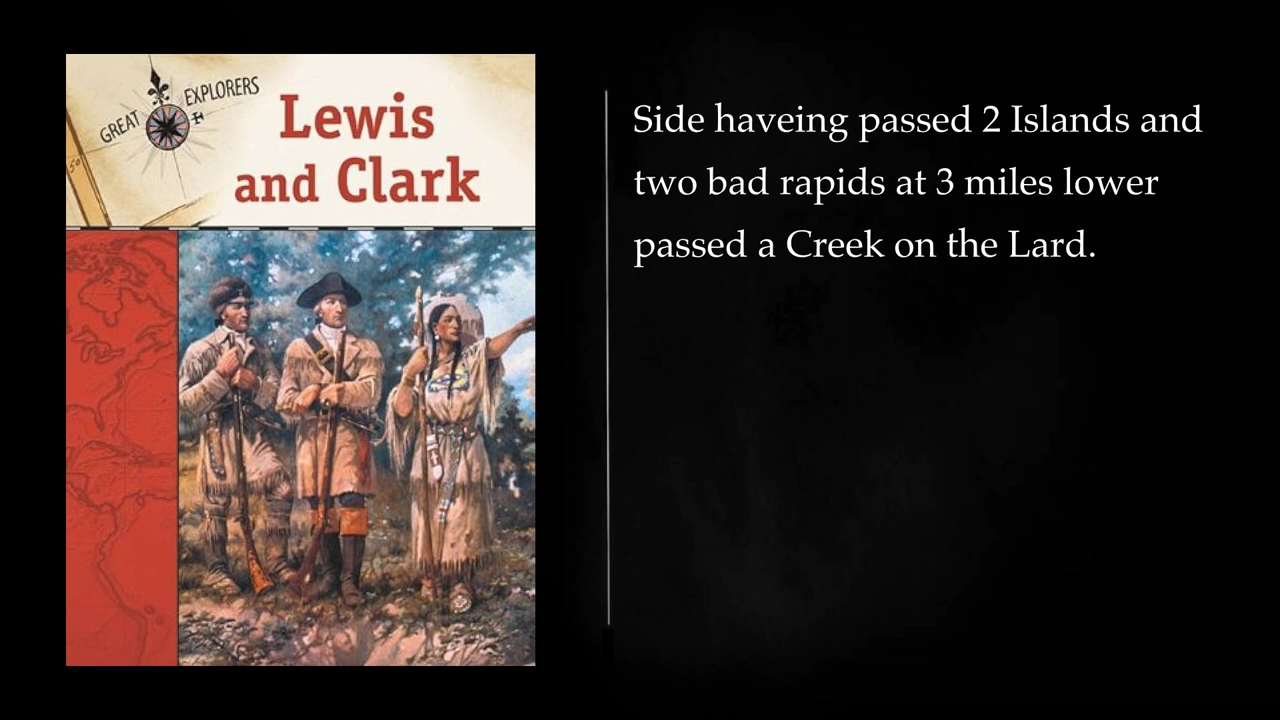 GREAT EXPLORERS
Lewis
and Clark
Side haveing passed 2 Islands and
two bad rapids at 3 miles lower
passed a Creek on the Lard.